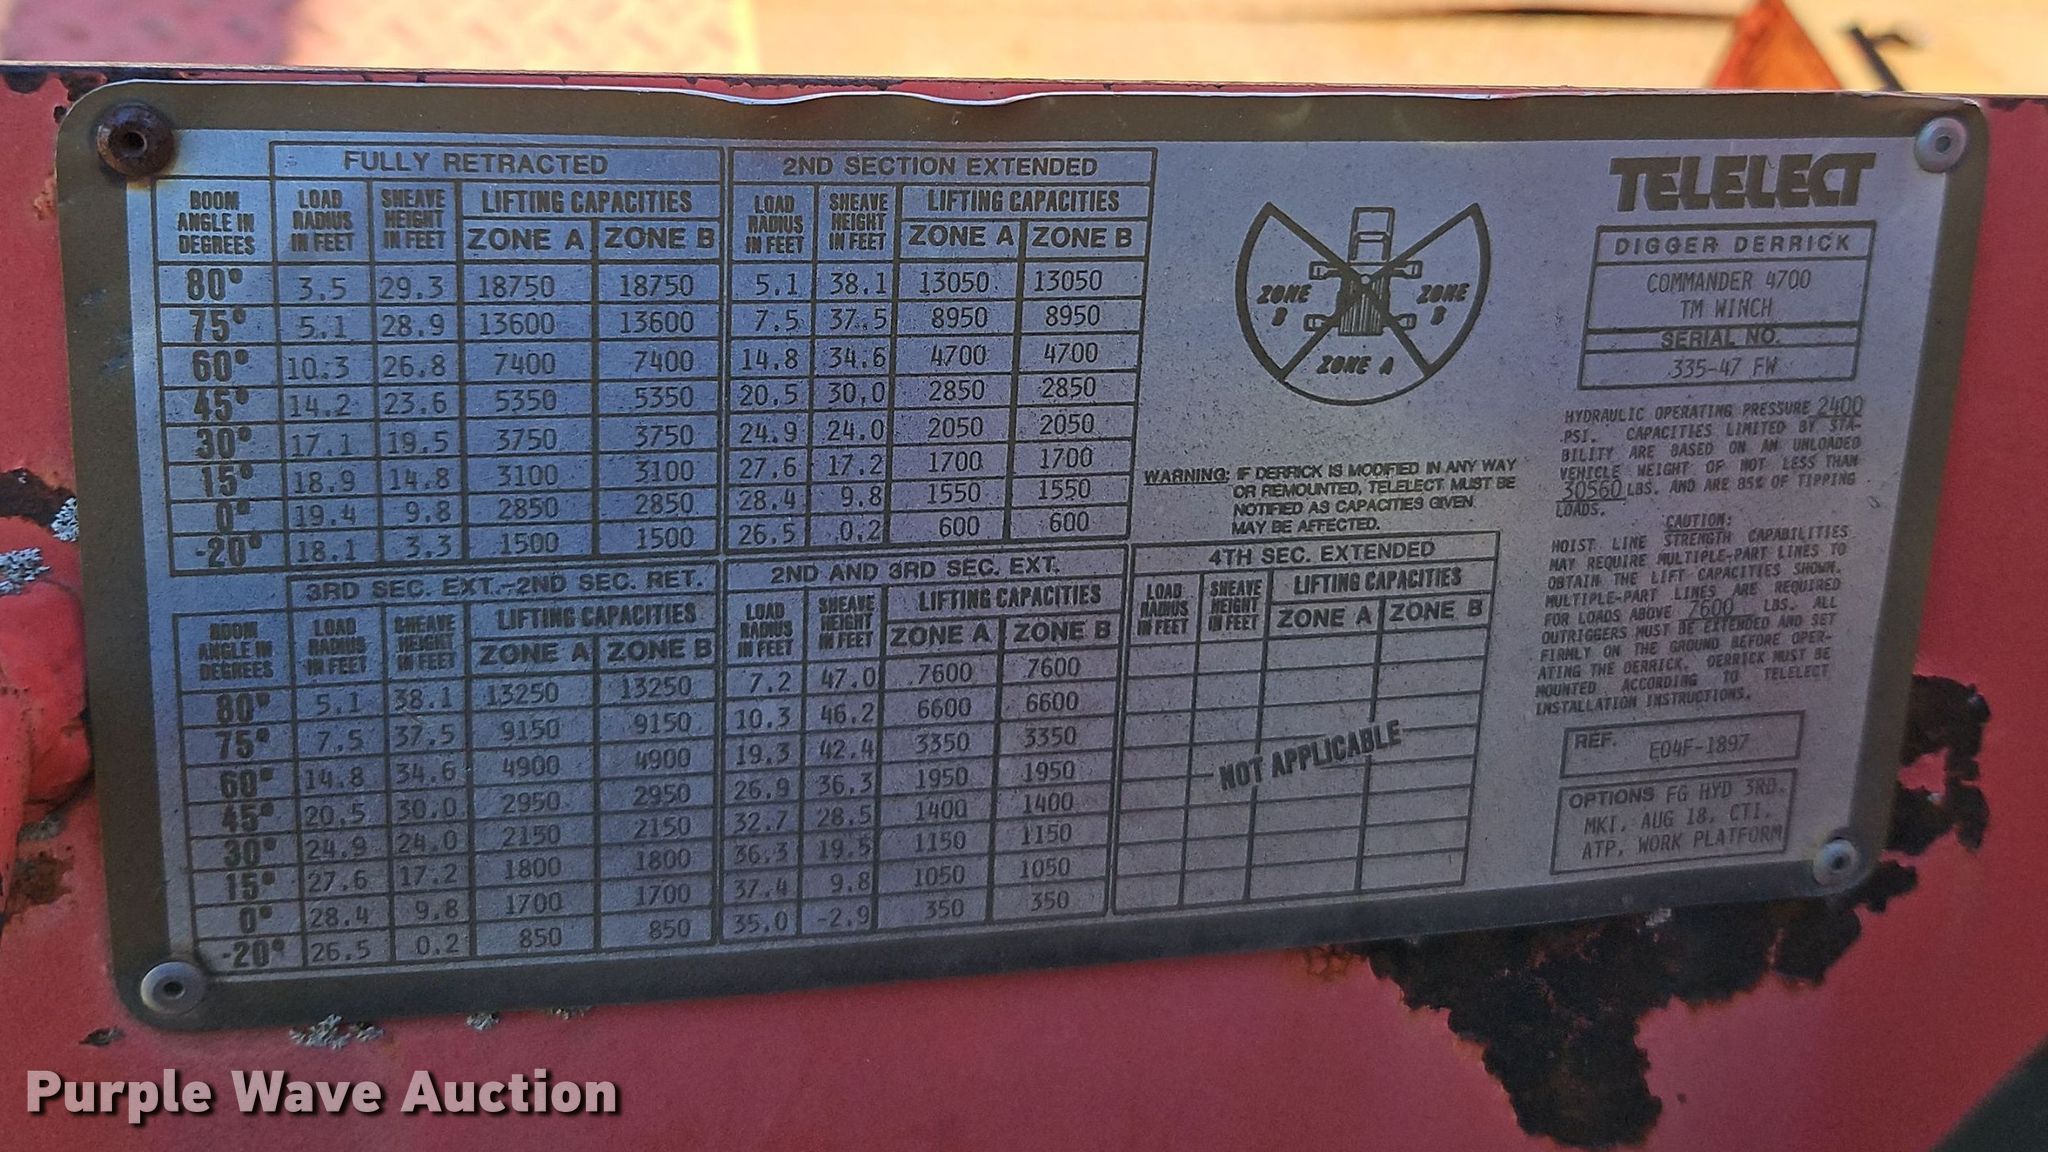 FULLY RETRACTED
BOOM ANGLE IN DEGREES | LOAD RADIUS IN FEET | SHEAVE HEIGHT IN FEET | LIFTING CAPACITIES
ZONE A | ZONE B
80° 3.5 29.3 18750 18750
75° 5.1 28.9 13600 13600
60° 10.3 26.8 7400 7400
45° 14.2 23.6 5350 5350
30° 17.1 19.5 3750 3750
15° 18.9 14.8 3100 3100
0° 19.4 9.8 2850 2850
-20° 18.1 3.3 1500 1500
2ND SECTION EXTENDED
LOAD RADIUS IN FEET | SHEAVE HEIGHT IN FEET | LIFTING CAPACITIES
ZONE A | ZONE B
5.1 38.1 13050 13050
7.5 37.5 8950 8950
14.8 34.6 4700 4700
20.5 30.0 2850 2850
24.9 24.0 2050 2050
27.6 17.2 1700 1700
28.4 9.8 1550 1550
26.5 0.2 600 600
3RD SEC. EXT.-2ND SEC. RET.
BOOM ANGLE IN DEGREES | LOAD RADIUS IN FEET | SHEAVE HEIGHT IN FEET | LIFTING CAPACITIES
ZONE A | ZONE B
80° 5.1 38.1 13250 13250
75° 7.5 37.5 9150 9150
60° 14.8 34.6 4900 4900
45° 20.5 30.0 2950 2950
30° 24.9 24.0 2150 2150
15° 27.6 17.2 1800 1800
0° 28.4 9.8 1700 1700
-20° 26.5 0.2 850 850
2ND AND 3RD SEC. EXT.
LOAD RADIUS IN FEET | SHEAVE HEIGHT IN FEET | LIFTING CAPACITIES
ZONE A | ZONE B
7.2 47.0 7600 7600
10.3 46.2 6600 6600
19.3 42.4 3350 3350
26.9 36.3 1950 1950
32.7 28.5 1400 1400
36.3 19.5 1150 1150
37.4 9.8 1050 1050
35.0 -2.9 350 350
ZONE B
ZONE B
ZONE A
WARNING: IF DERRICK IS MODIFIED IN ANY WAY
OR REMOUNTED, TELELECT MUST BE
NOTIFIED AS CAPACITIES GIVEN
MAY BE AFFECTED.
4TH SEC. EXTENDED
LOAD RADIUS IN FEET | SHEAVE HEIGHT IN FEET | LIFTING CAPACITIES
ZONE A | ZONE B
NOT APPLICABLE
TELELECT
DIGGER DERRICK
COMMANDER 4700
TM WINCH
SERIAL NO.
335-47 FW
HYDRAULIC OPERATING PRESSURE 2400
PSI. CAPACITIES LIMITED BY STA-
BILITY ARE BASED ON AN UNLOADED
VEHICLE WEIGHT OF NOT LESS THAN
30560 LBS. AND ARE 85% OF TIPPING
LOADS.
CAUTION:
HOIST LINE STRENGTH CAPABILITIES
MAY REQUIRE MULTIPLE-PART LINES TO
OBTAIN THE LIFT CAPACITIES SHOWN.
MULTIPLE-PART LINES ARE REQUIRED
FOR LOADS ABOVE 7600 LBS. ALL
OUTRIGGERS MUST BE EXTENDED AND SET
FIRMLY ON THE GROUND BEFORE OPER-
ATING THE DERRICK. DERRICK MUST BE
MOUNTED ACCORDING TO TELELECT
INSTALLATION INSTRUCTIONS.
REF. E04F-1897
OPTIONS FG HYD 3RD,
MKT, AUG 18, CTI,
ATP, WORK PLATFORM
Purple Wave Auction